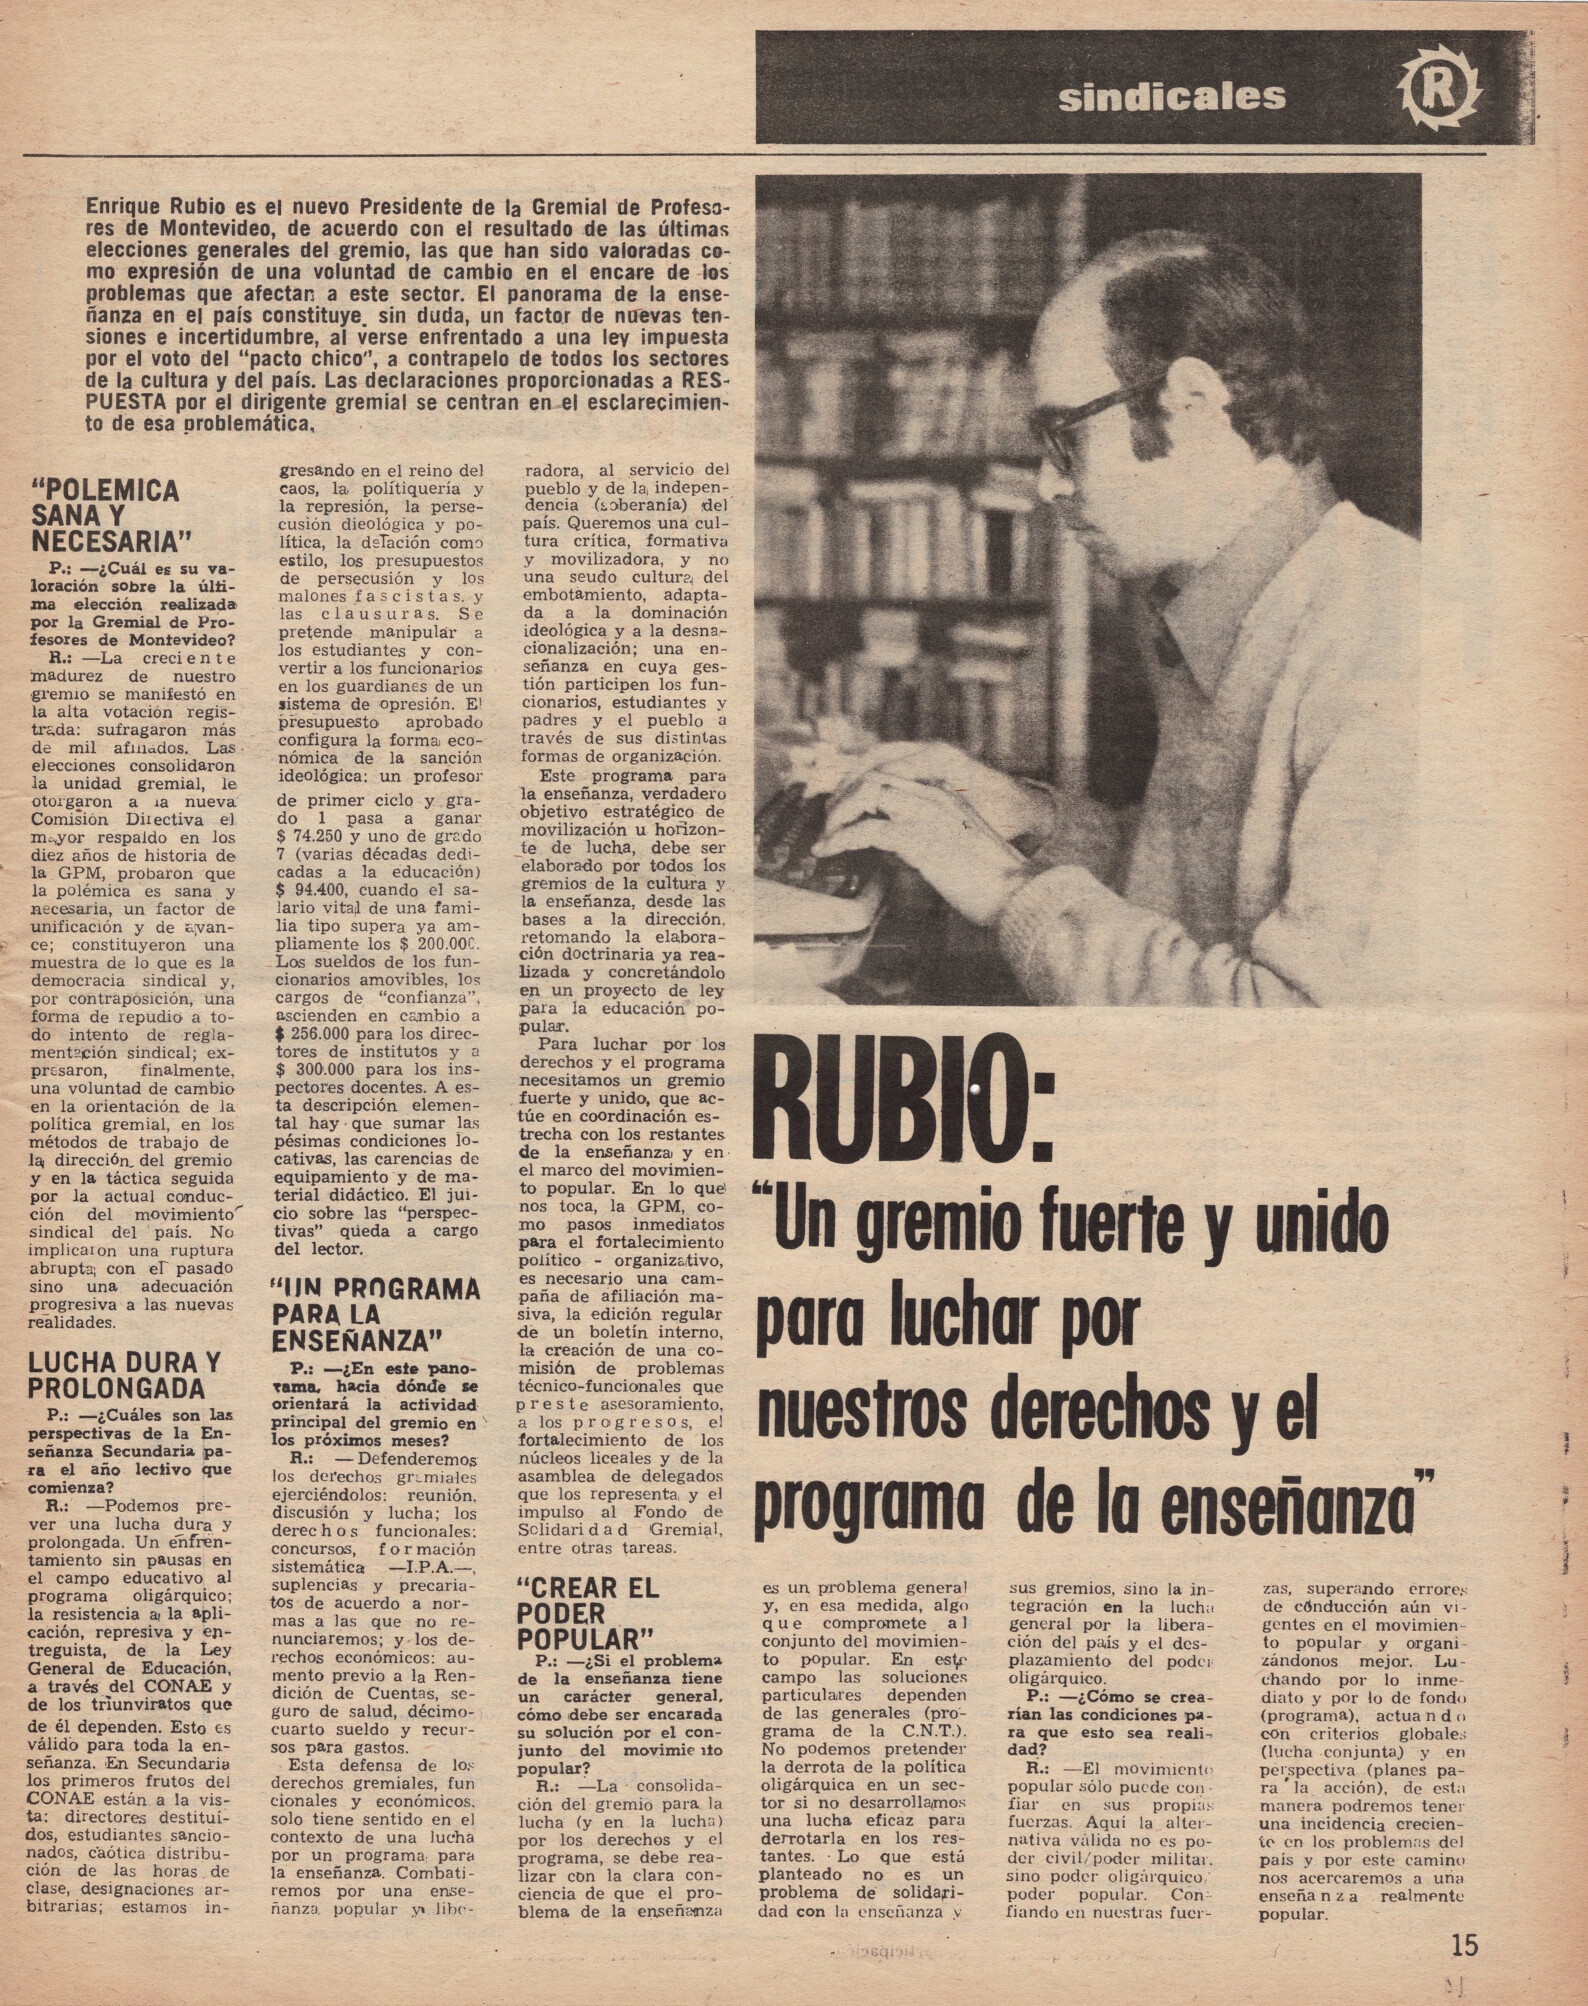 sindicales
R
Enrique Rubio es el nuevo Presidente de la Gremial de Profeso-
res de Montevideo, de acuerdo con el resultado de las últimas
elecciones generales del gremio, las que han sido valoradas co-
mo expresión de una voluntad de cambio en el encare de los
problemas que afectan a este sector. El panorama de la ense-
ñanza en el país constituye. sin duda, un factor de nuevas ten-
siones e incertidumbre, al verse enfrentado a una ley impuesta
por el voto del "pacto chico", a contrapelo de todos los sectores
de la cultura y del país. Las declaraciones proporcionadas a RES-
PUESTA por el dirigente gremial se centran en el esclarecimien-
to de esa problemática.
"POLEMICA
SANA Y
NECESARIA"
P.: —¿Cuál es su va-
loración sobre la últi-
ma elección realizada
por la Gremial de Pro-
fesores de Montevideo?
R.: —La creciente
madurez de nuestro
gremio se manifestó en
la alta votación regis-
trada: sufragaron más
de mil afiliados. Las
elecciones consolidaron
la unidad gremial, le
otorgaron a la nueva
Comisión Directiva el
mayor respaldo en los
diez años de historia de
la GPM, probaron que
la polémica es sana y
necesaria, un factor de
unificación y de avan-
ce; constituyeron una
muestra de lo que es la
democracia sindical y,
por contraposición, una
forma de repudio a to-
do intento de regla-
mentación sindical; ex-
presaron, finalmente,
una voluntad de cambio
en la orientación de la
política gremial, en los
métodos de trabajo de
la dirección del gremio
y en la táctica seguida
por la actual conduc-
ción del movimiento
sindical del país. No
implicaron una ruptura
abrupta con el pasado
sino una adecuación
progresiva a las nuevas
realidades.
LUCHA DURA Y
PROLONGADA
P.: —¿Cuáles son las
perspectivas de la En-
señanza Secundaria pa-
ra el año lectivo que
comienza?
R.: —Podemos pre-
ver una lucha dura y
prolongada. Un enfren-
tamiento sin pausas en
el campo educativo al
programa oligárquico;
la resistencia a la apli-
cación, represiva y en-
treguista, de la Ley
General de Educación,
a través del CONAE y
de los triunviratos que
de él dependen. Esto es
válido para toda la en-
señanza. En Secundaria
los primeros frutos del
CONAE están a la vis-
ta: directores destituí-
dos, estudiantes sancio-
nados, caótica distribu-
ción de las horas de
clase, designaciones ar-
bitrarias; estamos in-
gresando en el reino del
caos, la polítiquería y
la represión, la perse-
cusión dieológica y po-
lítica, la delación como
estilo, los presupuestos
de persecusión y los
malones fascistas. y
las clausuras. Se
pretende manipular a
los estudiantes y con-
vertir a los funcionarios
en los guardianes de un
sistema de opresión. El
presupuesto aprobado
configura la forma eco-
nómica de la sanción
ideológica: un profesor
de primer ciclo y gra-
do 1 pasa a ganar
$ 74.250 y uno de grado
7 (varias décadas dedi-
cadas a la educación)
$ 94.400, cuando el sa-
lario vital de una fami-
lia tipo supera ya am-
pliamente los $ 200.000.
Los sueldos de los fun-
cionarios amovibles, los
cargos de "confianza",
ascienden en cambio a
$ 256.000 para los direc-
tores de institutos y a
$ 300.000 para los ins-
pectores docentes. A es-
ta descripción elemen-
tal hay que sumar las
pésimas condiciones lo-
cativas, las carencias de
equipamiento y de ma-
terial didáctico. El jui-
cio sobre las "perspec-
tivas" queda a cargo
del lector.
"UN PROGRAMA
PARA LA
ENSEÑANZA"
P.: —¿En este pano-
rama, hacia dónde se
orientará la actividad
principal del gremio en
los próximos meses?
R.: —Defenderemos
los derechos gremiales
ejerciéndolos: reunión,
discusión y lucha; los
derechos funcionales:
concursos, formación
sistemática —I.P.A.—,
suplencias y precaria-
tos de acuerdo a nor-
mas a las que no re-
nunciaremos; y los de-
rechos económicos: au-
mento previo a la Ren-
dición de Cuentas, se-
guro de salud, décimo-
cuarto sueldo y recur-
sos para gastos.
Esta defensa de los
derechos gremiales, fun
cionales y económicos.
solo tiene sentido en el
contexto de una lucha
por un programa para
la enseñanza. Combati-
remos por una ense-
ñanza popular y libe-
radora, al servicio del
pueblo y de la indepen-
dencia (soberanía) del
país. Queremos una cul-
tura crítica, formativa
y movilizadora, y no
una seudo cultura del
embotamiento, adapta-
da a la dominación
ideológica y a la desna-
cionalización; una en-
señanza en cuya ges-
tión participen los fun-
cionarios, estudiantes y
padres y el pueblo a
través de sus distintas
formas de organización.
Este programa para
la enseñanza, verdadero
objetivo estratégico de
movilización u horizon-
te de lucha, debe ser
elaborado por todos los
gremios de la cultura y
la enseñanza, desde las
bases a la dirección.
retomando la elabora-
ción doctrinaria ya rea-
lizada y concretándolo
en un proyecto de ley
para la educación po-
pular.
Para luchar por los
derechos y el programa
necesitamos un gremio
fuerte y unido, que ac-
túe en coordinación es-
trecha con los restantes
de la enseñanza y en
el marco del movimien-
to popular. En lo que
nos toca, la GPM, co-
mo pasos inmediatos
para el fortalecimiento
político - organizativo,
es necesario una cam-
paña de afiliación ma-
siva, la edición regular
de un boletín interno,
la creación de una co-
misión de problemas
técnico-funcionales que
preste asesoramiento,
a los progresos, el
fortalecimiento de los
núcleos liceales y de la
asamblea de delegados
que los representa y el
impulso al Fondo de
Solidaridad Gremial,
entre otras tareas.
"CREAR EL
PODER
POPULAR"
P.: —¿Si el problema
de la enseñanza tiene
un carácter general,
cómo debe ser encarada
su solución por el con-
junto del movimiento
popular?
R.: —La consolida-
ción del gremio para la
lucha (y en la lucha)
por los derechos y el
programa, se debe rea-
lizar con la clara con-
ciencia de que el pro-
blema de la enseñanza
RUBIO:
"Un gremio fuerte y unido
para luchar por
nuestros derechos y el
programa de la enseñanza"
es un problema general
y, en esa medida, algo
que compromete al
conjunto del movimien-
to popular. En este
campo las soluciones
particulares dependen
de las generales (pro-
grama de la C.N.T.).
No podemos pretender
la derrota de la política
oligárquica en un sec-
tor si no desarrollamos
una lucha eficaz para
derrotarla en los res-
tantes. Lo que está
planteado no es un
problema de solidari-
dad con la enseñanza y
sus gremios, sino la in-
tegración en la lucha
general por la libera-
ción del país y el des-
plazamiento del poder
oligárquico.
P.: —¿Cómo se crea-
rían las condiciones pa-
ra que esto sea reali-
dad?
R.: —El movimiento
popular sólo puede con-
fiar en sus propias
fuerzas. Aquí la alter-
nativa válida no es po-
der civil/poder militar.
sino poder oligárquico/
poder popular. Con-
fiando en nuestras fuer-
zas, superando errores
de cónducción aún vi-
gentes en el movimien-
to popular y organi-
zándonos mejor. Lu-
chando por lo inme-
diato y por lo de fondo
(programa), actuando
con criterios globales
(lucha conjunta) y en
perspectiva (planes pa-
ra la acción), de esta
manera podremos tener
una incidencia crecien-
te en los problemas del
país y por este camino
nos acercaremos a una
enseñanza realmente
popular.
15